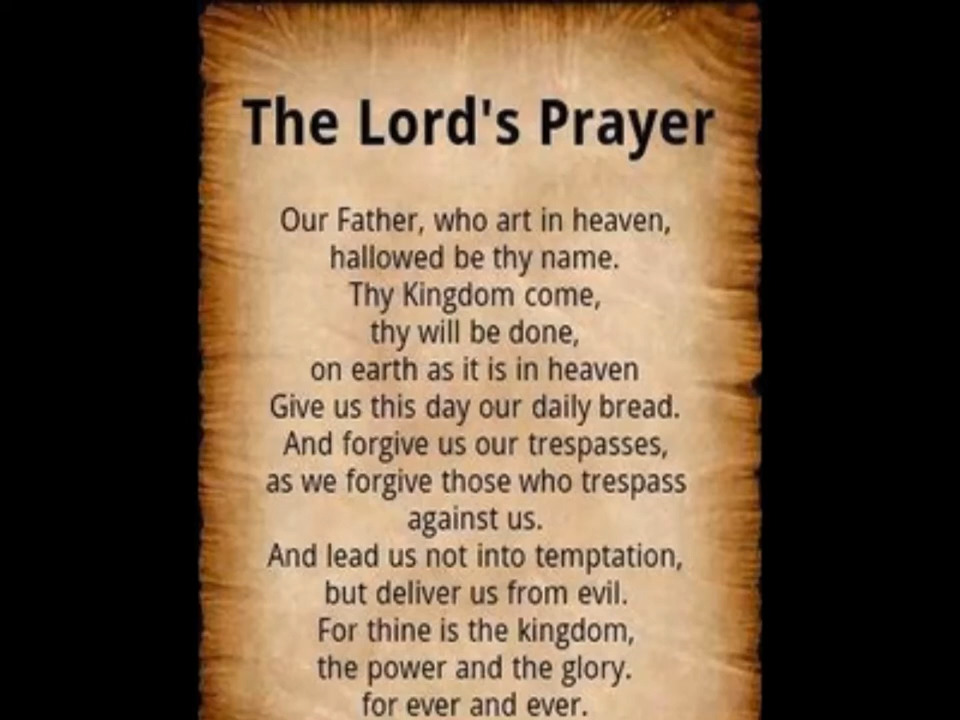 The Lord's Prayer
Our Father, who art in heaven,
hallowed be thy name.
Thy Kingdom come,
thy will be done,
on earth as it is in heaven
Give us this day our daily bread.
And forgive us our trespasses,
as we forgive those who trespass
against us.
And lead us not into temptation,
but deliver us from evil.
For thine is the kingdom,
the power and the glory.
for ever and ever.